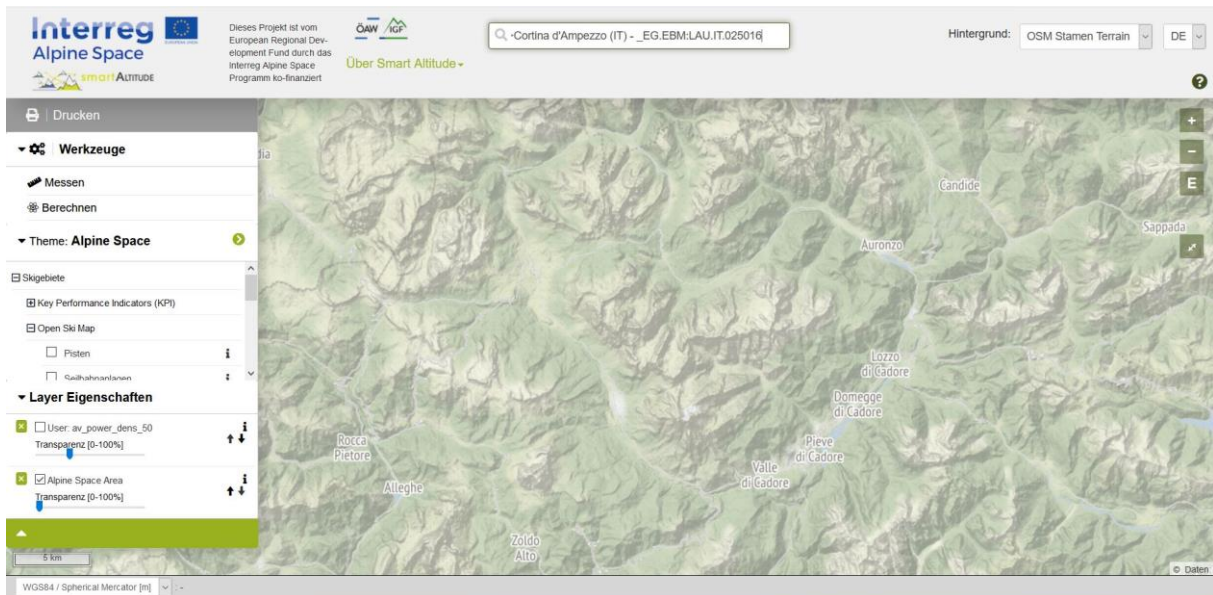 Interreg
Alpine Space
smartAltitude
Dieses Projekt ist vom
European Regional Dev-
elopment Fund durch das
Interreg Alpine Space
Programm ko-finanziert
ÖAW IGF
Über Smart Altitude
-Cortina d'Ampezzo (IT) - _EG.EBM:LAU.IT.025016
Hintergrund: OSM Stamen Terrain DE
?
Drucken
Werkzeuge
Messen
Berechnen
Theme: Alpine Space
Skigebiete
Key Performance Indicators (KPI)
Open Ski Map
Pisten i
Seilbahnanlagen i
Layer Eigenschaften
User: av_power_dens_50 i
Transparenz [0-100%]
Alpine Space Area i
Transparenz [0-100%]
5 km
WGS84 / Spherical Mercator [m] : -
dia
Candide
Sappada
Auronzo
Lozzo
di Cadore
Domegge
di Cadore
Rocca
Pietore
Pieve
di Cadore
Valle
di Cadore
Alleghe
Zoldo
Alto
+
−
E
© Daten